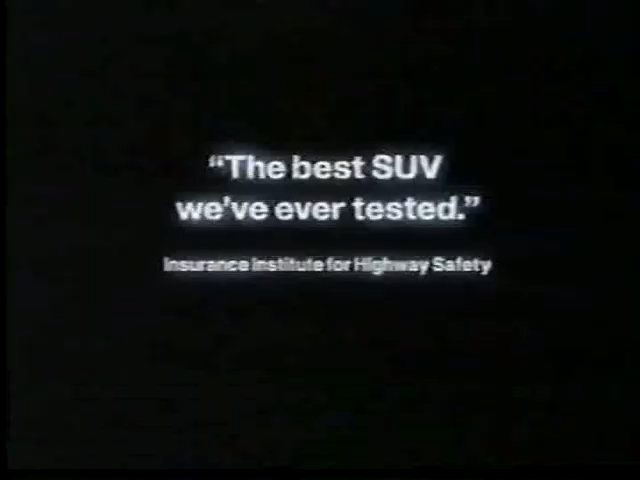 “The best SUV
we've ever tested.”
Insurance Institute for Highway Safety